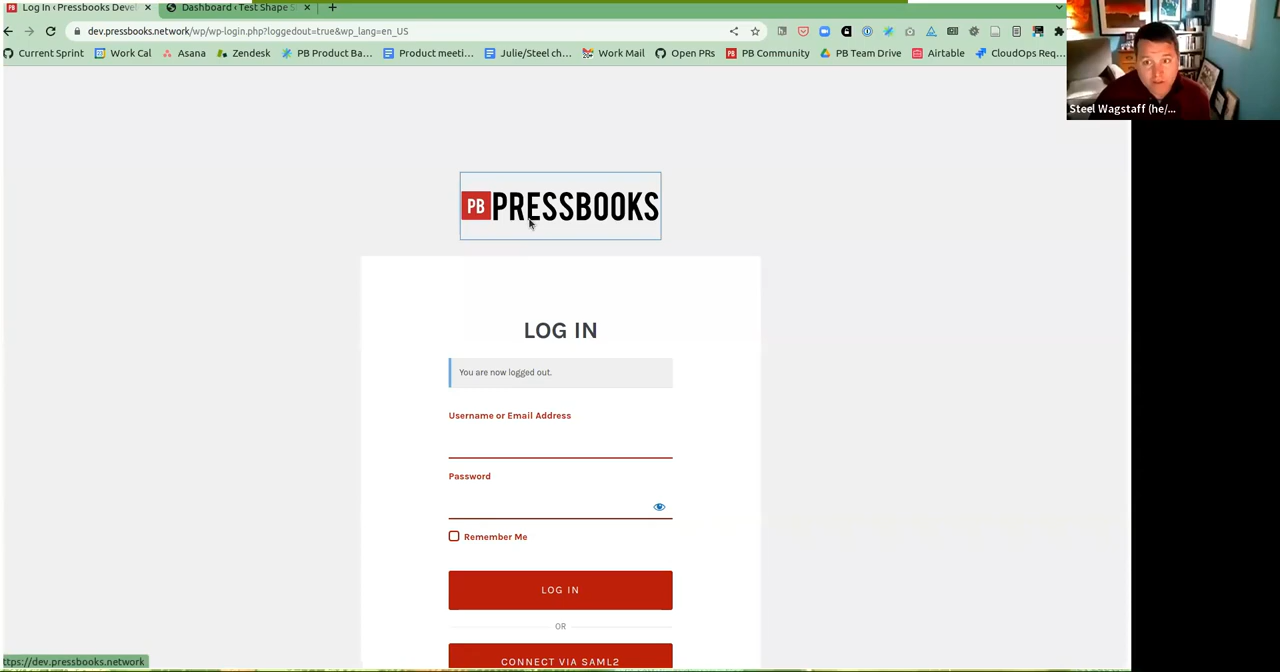 Log In ‹ Pressbooks Devel
Dashboard ‹ Test Shape S
dev.pressbooks.network/wp/wp-login.php?loggedout=true&wp_lang=en_US
Current Sprint
Work Cal
Asana
Zendesk
PB Product Ba...
Product meeti...
Julie/Steel ch...
Work Mail
Open PRs
PB Community
PB Team Drive
Airtable
CloudOps Req...
Steel Wagstaff (he/...
PB PRESSBOOKS
LOG IN
You are now logged out.
Username or Email Address
Password
Remember Me
LOG IN
OR
CONNECT VIA SAML2
ttps://dev.pressbooks.network